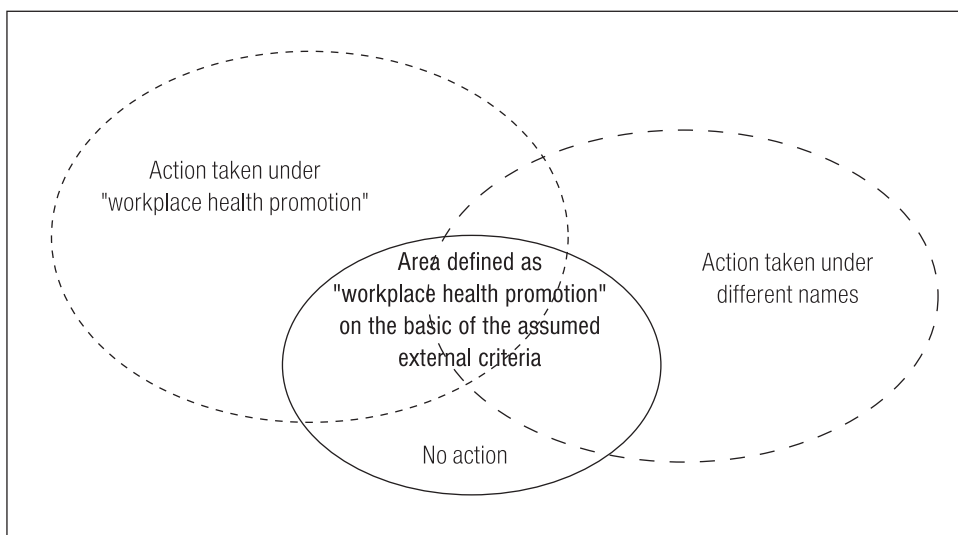 Action taken under
"workplace health promotion"
Action taken under
different names
Area defined as
"workplace health promotion"
on the basic of the assumed
external criteria
No action